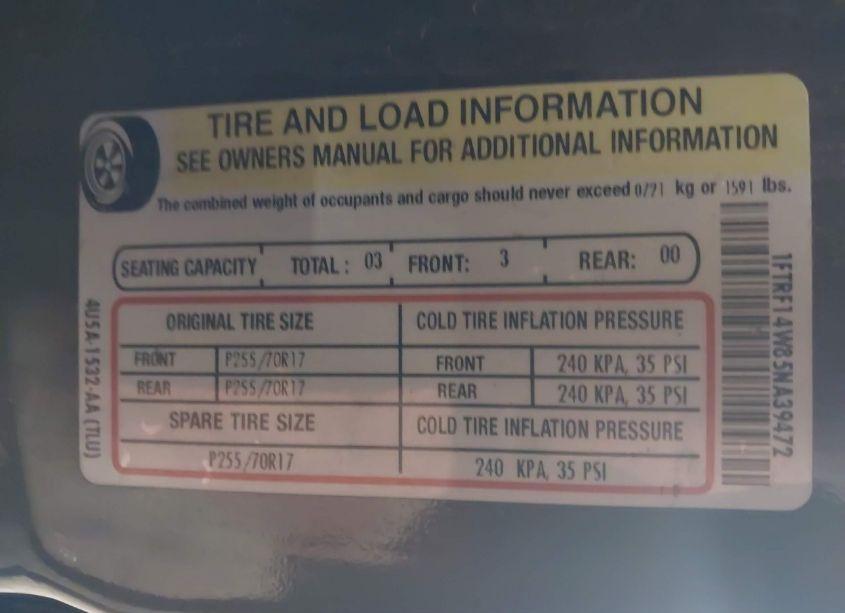 TIRE AND LOAD INFORMATION
SEE OWNERS MANUAL FOR ADDITIONAL INFORMATION
The combined weight of occupants and cargo should never exceed 0721 kg or 1591 lbs.
SEATING CAPACITY TOTAL: 03 FRONT: 3 REAR: 00
ORIGINAL TIRE SIZE COLD TIRE INFLATION PRESSURE
FRONT P255/70R17 FRONT 240 KPA, 35 PSI
REAR P255/70R17 REAR 240 KPA, 35 PSI
SPARE TIRE SIZE COLD TIRE INFLATION PRESSURE
P255/70R17 240 KPA, 35 PSI
4U5A-1532-AA (TLU)
1FTRF14W85NA39472